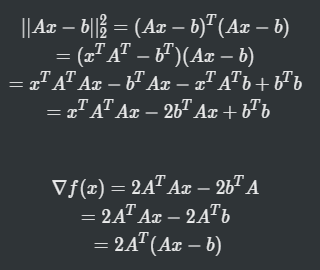 ||Ax − b||₂² = (Ax − b)ᵀ(Ax − b)
= (xᵀAᵀ − bᵀ)(Ax − b)
= xᵀAᵀAx − bᵀAx − xᵀAᵀb + bᵀb
= xᵀAᵀAx − 2bᵀAx + bᵀb
∇f(x) = 2AᵀAx − 2bᵀA
= 2AᵀAx − 2Aᵀb
= 2Aᵀ(Ax − b)